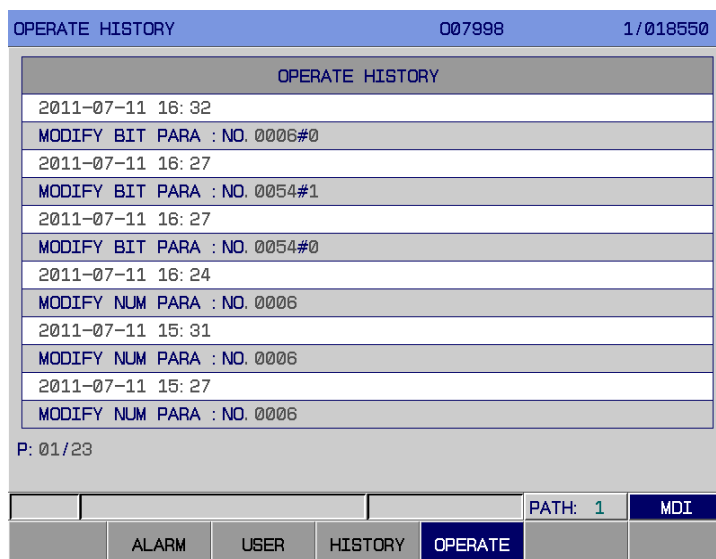 OPERATE HISTORY O07998 1/018550
OPERATE HISTORY
2011-07-11 16:32
MODIFY BIT PARA : NO. 0006#0
2011-07-11 16:27
MODIFY BIT PARA : NO. 0054#1
2011-07-11 16:27
MODIFY BIT PARA : NO. 0054#0
2011-07-11 16:24
MODIFY NUM PARA : NO. 0006
2011-07-11 15:31
MODIFY NUM PARA : NO. 0006
2011-07-11 15:27
MODIFY NUM PARA : NO. 0006
P: 01/23
PATH: 1 MDI
ALARM USER HISTORY OPERATE